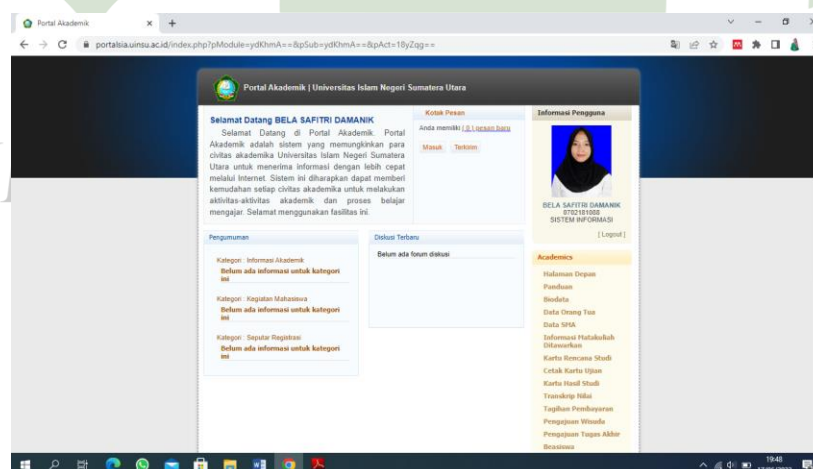 Portal Akademik
portalsia.uinsu.ac.id/index.php?pModule=ydKhmA==&pSub=ydKhmA==&pAct=18yZqg==
Portal Akademik | Universitas Islam Negeri Sumatera Utara
Selamat Datang BELA SAFITRI DAMANIK
Selamat Datang di Portal Akademik. Portal
Akademik adalah sistem yang memungkinkan para
civitas akademika Universitas Islam Negeri Sumatera
Utara untuk menerima informasi dengan lebih cepat
melalui Internet. Sistem ini diharapkan dapat memberi
kemudahan setiap civitas akademika untuk melakukan
aktivitas-aktivitas akademik dan proses belajar
mengajar. Selamat menggunakan fasilitas ini.
Kotak Pesan
Anda memiliki ( 0 ) pesan baru
Masuk Terkirim
Pengumuman
Kategori : Informasi Akademik
Belum ada informasi untuk kategori
ini
Kategori : Kegiatan Mahasiswa
Belum ada informasi untuk kategori
ini
Kategori : Seputar Registrasi
Belum ada informasi untuk kategori
ini
Diskusi Terbaru
Belum ada forum diskusi
Informasi Pengguna
BELA SAFITRI DAMANIK
SISTEM INFORMASI
[ Logout ]
Academics
Halaman Depan
Panduan
Biodata
Data Orang Tua
Data SMA
Informasi Matakuliah
Ditawarkan
Kartu Rencana Studi
Cetak Kartu Ujian
Kartu Hasil Studi
Transkrip Nilai
Tagihan Pembayaran
Pengajuan Wisuda
Pengajuan Tugas Akhir
Beasiswa
19:48